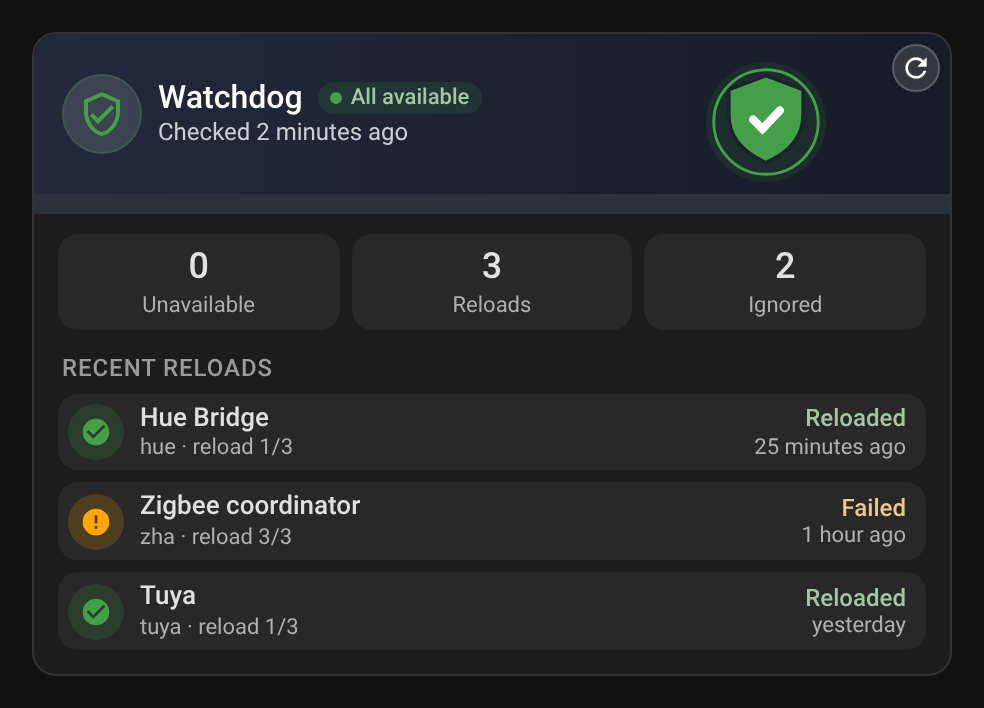 Watchdog
All available
Checked 2 minutes ago
0
Unavailable
3
Reloads
2
Ignored
RECENT RELOADS
Hue Bridge
hue · reload 1/3
Reloaded
25 minutes ago
Zigbee coordinator
zha · reload 3/3
Failed
1 hour ago
Tuya
tuya · reload 1/3
Reloaded
yesterday